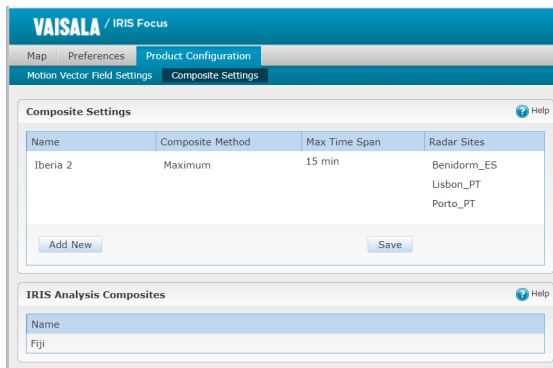 VAISALA / IRIS Focus
Map Preferences Product Configuration
Motion Vector Field Settings Composite Settings
Composite Settings ? Help
Name Composite Method Max Time Span Radar Sites
Iberia 2 Maximum 15 min Benidorm_ES
Lisbon_PT
Porto_PT
Add New Save
IRIS Analysis Composites ? Help
Name
Fiji